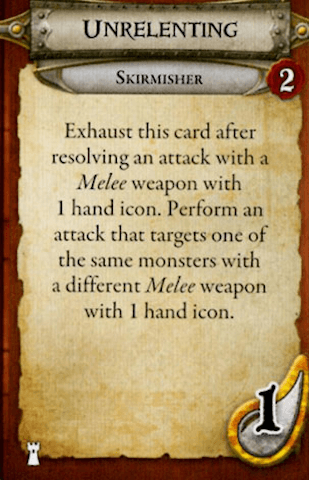 UNRELENTING
SKIRMISHER
2
Exhaust this card after
resolving an attack with a
Melee weapon with
1 hand icon. Perform an
attack that targets one of
the same monsters with
a different Melee weapon
with 1 hand icon.
1